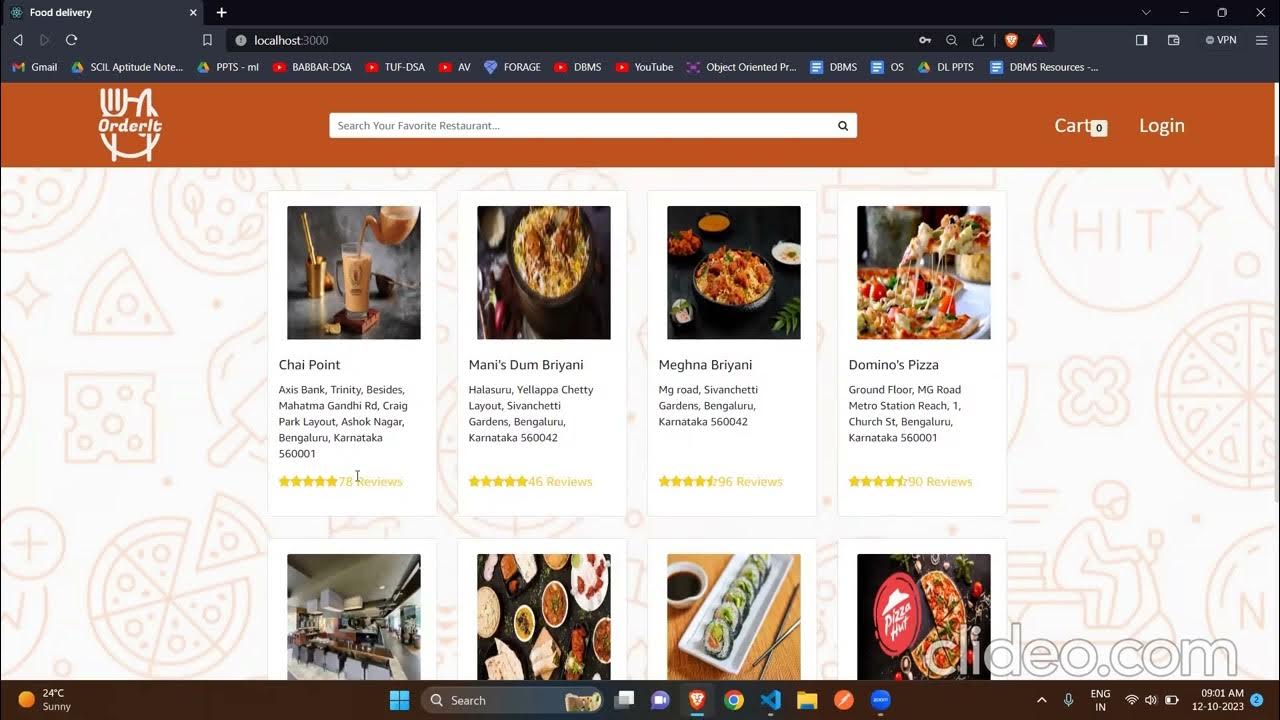 Food delivery
localhost:3000
VPN
Gmail
SCIL Aptitude Note...
PPTS - ml
BABBAR-DSA
TUF-DSA
AV
FORAGE
DBMS
YouTube
Object Oriented Pr...
DBMS
OS
DL PPTS
DBMS Resources -...
OrderIt
Search Your Favorite Restaurant...
Cart 0
Login
HIT
Chai Point
Axis Bank, Trinity, Besides,
Mahatma Gandhi Rd, Craig
Park Layout, Ashok Nagar,
Bengaluru, Karnataka
560001
78 Reviews
Mani's Dum Briyani
Halasuru, Yellappa Chetty
Layout, Sivanchetti
Gardens, Bengaluru,
Karnataka 560042
46 Reviews
Meghna Briyani
Mg road, Sivanchetti
Gardens, Bengaluru,
Karnataka 560042
96 Reviews
Domino's Pizza
Ground Floor, MG Road
Metro Station Reach, 1,
Church St, Bengaluru,
Karnataka 560001
90 Reviews
Pizza
Hut
N
clideo.com
24°C
Sunny
Search
zoom
ENG
IN
09:01 AM
12-10-2023
2